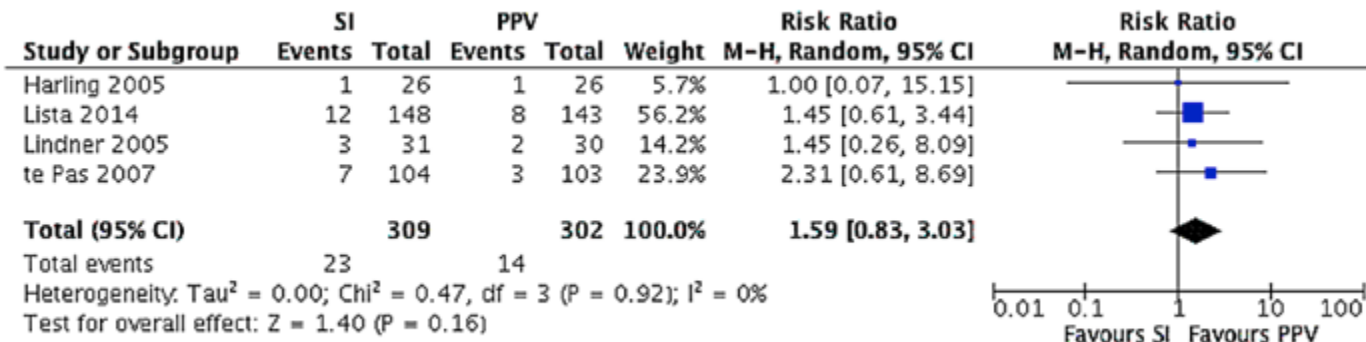 SI PPV Risk Ratio Risk Ratio
Study or Subgroup Events Total Events Total Weight M-H, Random, 95% CI M-H, Random, 95% CI
Harling 2005 1 26 1 26 5.7% 1.00 [0.07, 15.15]
Lista 2014 12 148 8 143 56.2% 1.45 [0.61, 3.44]
Lindner 2005 3 31 2 30 14.2% 1.45 [0.26, 8.09]
te Pas 2007 7 104 3 103 23.9% 2.31 [0.61, 8.69]
Total (95% CI) 309 302 100.0% 1.59 [0.83, 3.03]
Total events 23 14
Heterogeneity: Tau² = 0.00; Chi² = 0.47, df = 3 (P = 0.92); I² = 0%
Test for overall effect: Z = 1.40 (P = 0.16)
0.01 0.1 1 10 100
Favours SI Favours PPV